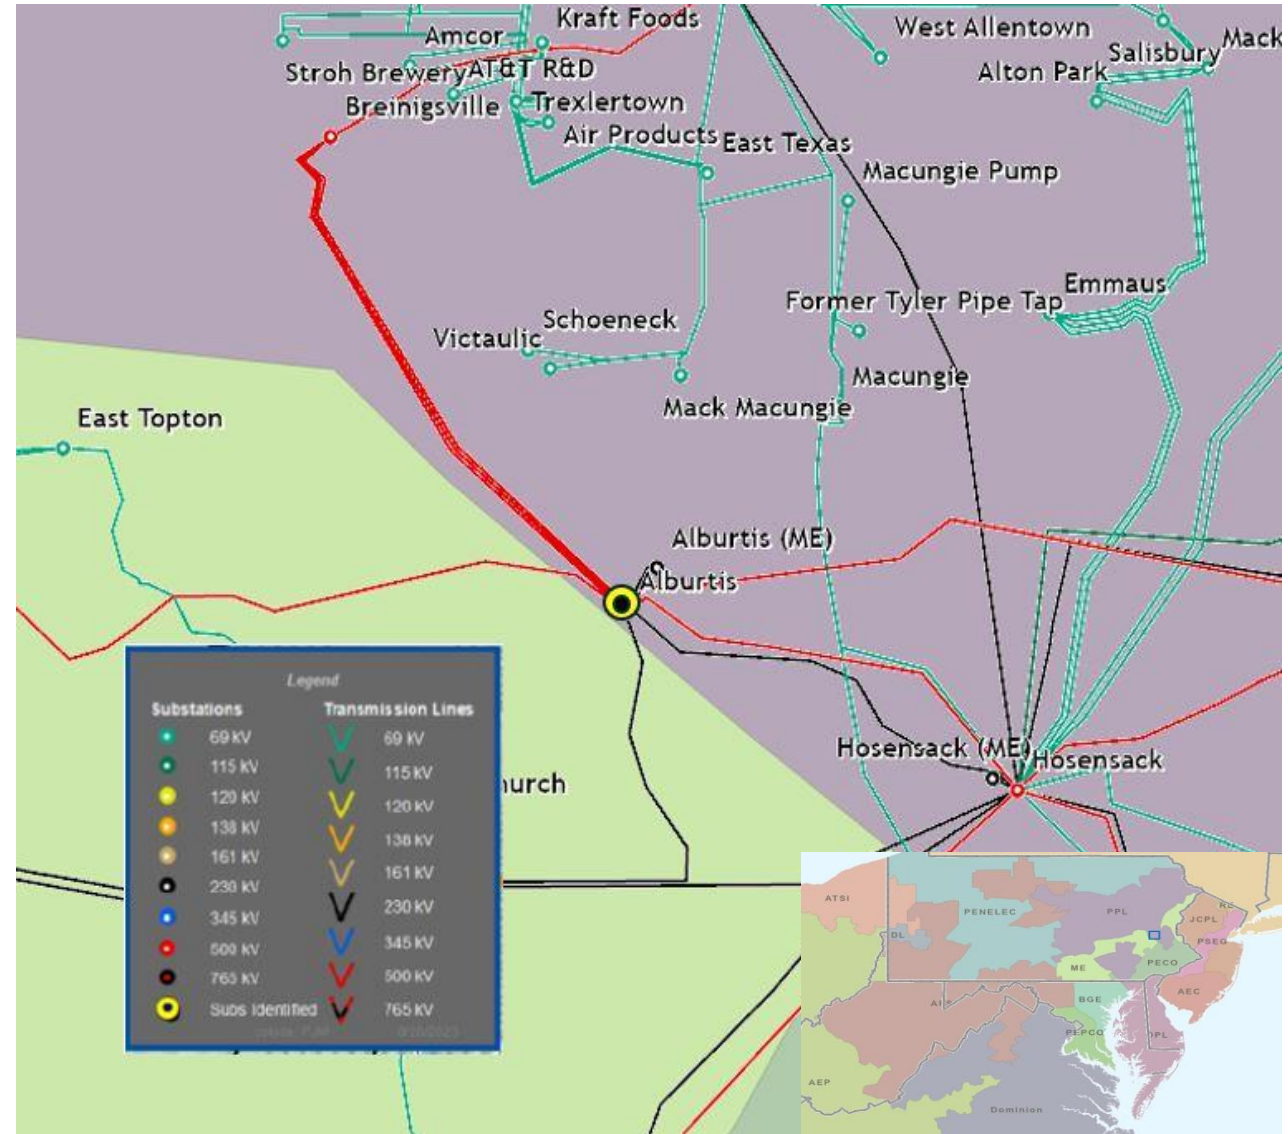 Kraft Foods
Amcor
West Allentown
Mack
Salisbury
Stroh Brewery
AT&T R&D
Alton Park
Breinigsville
Trexlertown
Air Products
East Texas
Macungie Pump
Emmaus
Former Tyler Pipe Tap
Schoeneck
Victaulic
Macungie
Mack Macungie
East Topton
Alburtis (ME)
Alburtis
Hosensack (ME)
Hosensack
hurch
Legend
Substations Transmission Lines
69 kV 69 kV
115 kV 115 kV
120 kV 120 kV
138 kV 138 kV
161 kV 161 kV
230 kV 230 kV
345 kV 345 kV
500 kV 500 kV
765 kV 765 kV
Subs Identified
ATSI
PENELEC
PPL
RE
JCPL
DL
PSEG
ME
PECO
BGE
AEC
PEPCO
DPL
AEP
Dominion